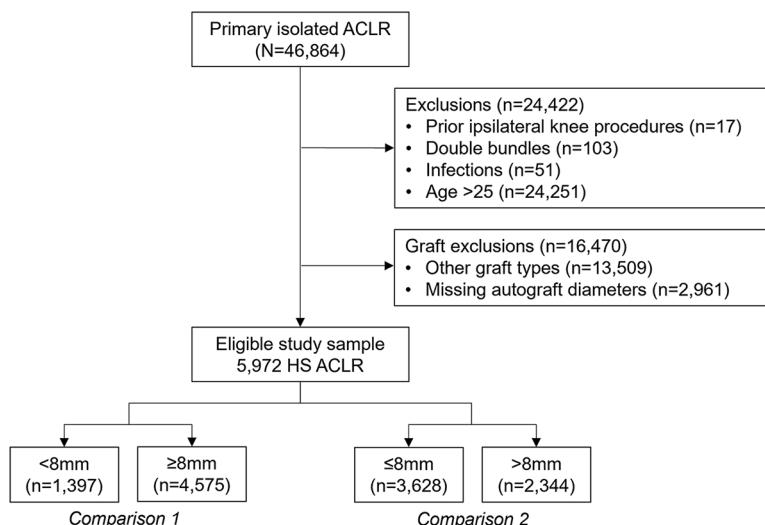 Primary isolated ACLR
(N=46,864)
Exclusions (n=24,422)
• Prior ipsilateral knee procedures (n=17)
• Double bundles (n=103)
• Infections (n=51)
• Age >25 (n=24,251)
Graft exclusions (n=16,470)
• Other graft types (n=13,509)
• Missing autograft diameters (n=2,961)
Eligible study sample
5,972 HS ACLR
<8mm
(n=1,397)
≥8mm
(n=4,575)
≤8mm
(n=3,628)
>8mm
(n=2,344)
Comparison 1
Comparison 2